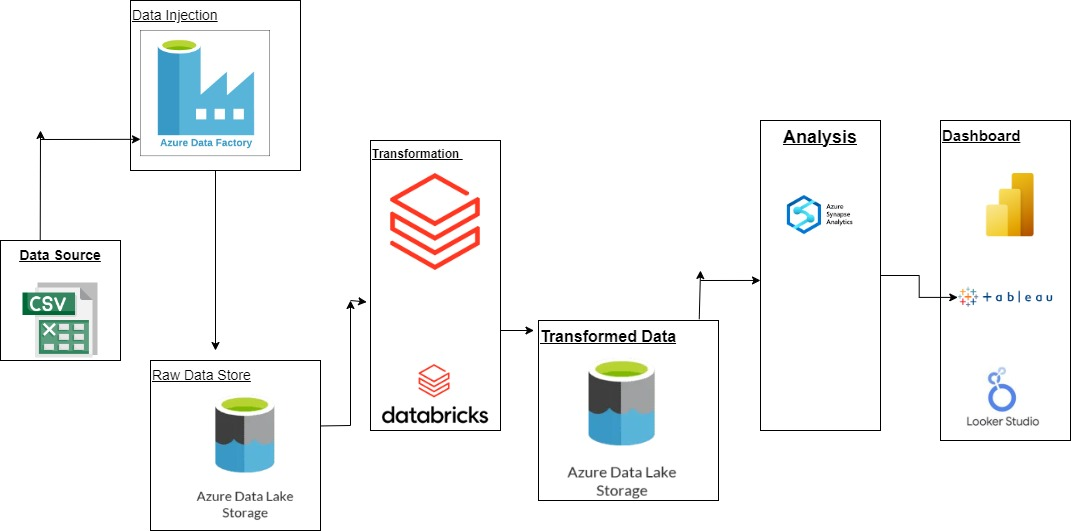 Data Injection
Azure Data Factory
Data Source
CSV
X
Raw Data Store
Azure Data Lake
Storage
Transformation
databricks
Transformed Data
Azure Data Lake
Storage
Analysis
Azure
Synapse
Analytics
Dashboard
+ a b l e a u
Looker Studio